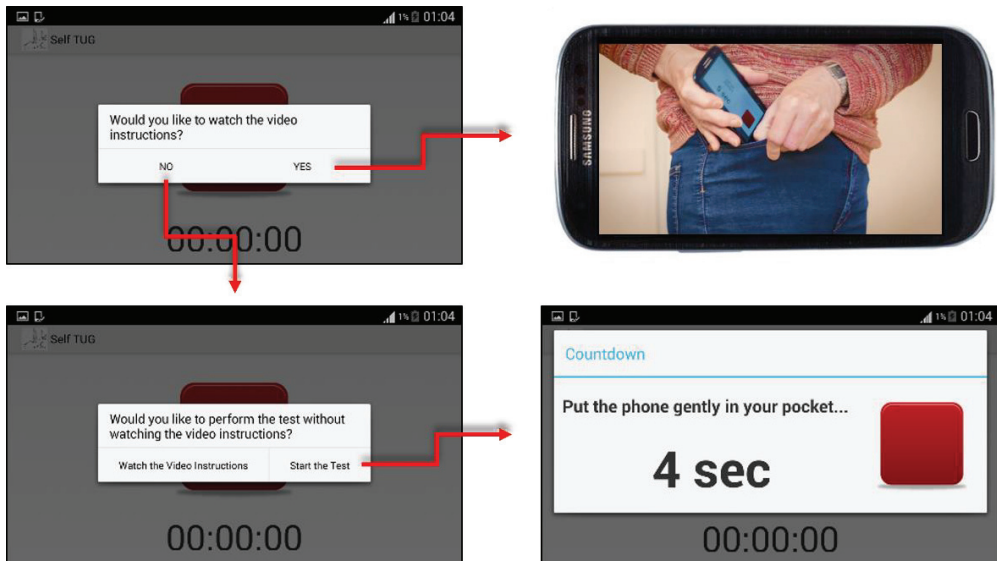 1% 01:04
Self TUG
Would you like to watch the video
instructions?
NO YES
00:00:00
SAMSUNG
1% 01:04
Self TUG
Would you like to perform the test without
watching the video instructions?
Watch the Video Instructions Start the Test
00:00:00
1% 01:04
Countdown
Put the phone gently in your pocket...
4 sec
00:00:00